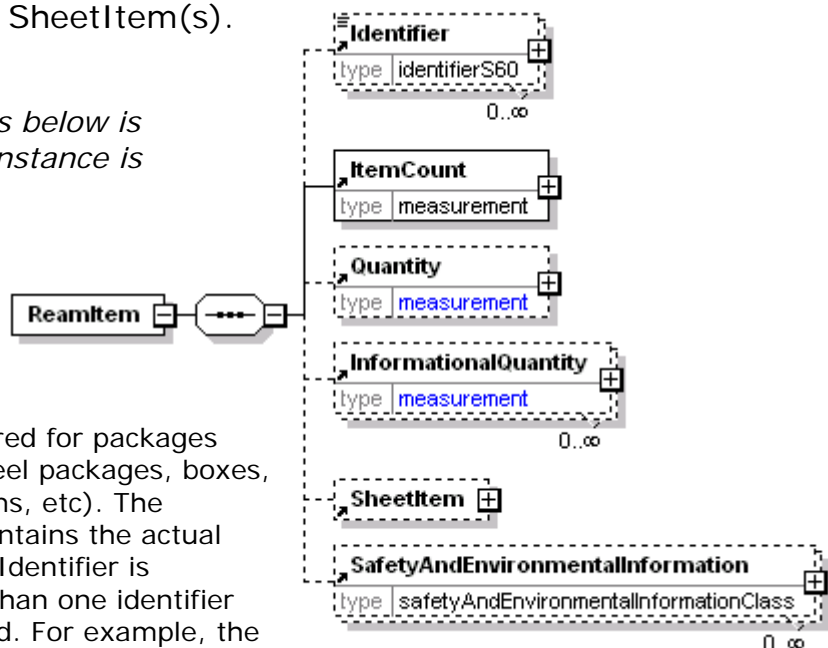 SheetItem(s).
s below is
nstance is
red for packages
eel packages, boxes,
ns, etc). The
ntains the actual
Identifier is
than one identifier
d. For example, the
ReamItem
Identifier
type identifierS60
0..∞
ItemCount
type measurement
Quantity
type measurement
InformationalQuantity
type measurement
0..∞
SheetItem
SafetyAndEnvironmentalInformation
type safetyAndEnvironmentalInformationClass
0..∞